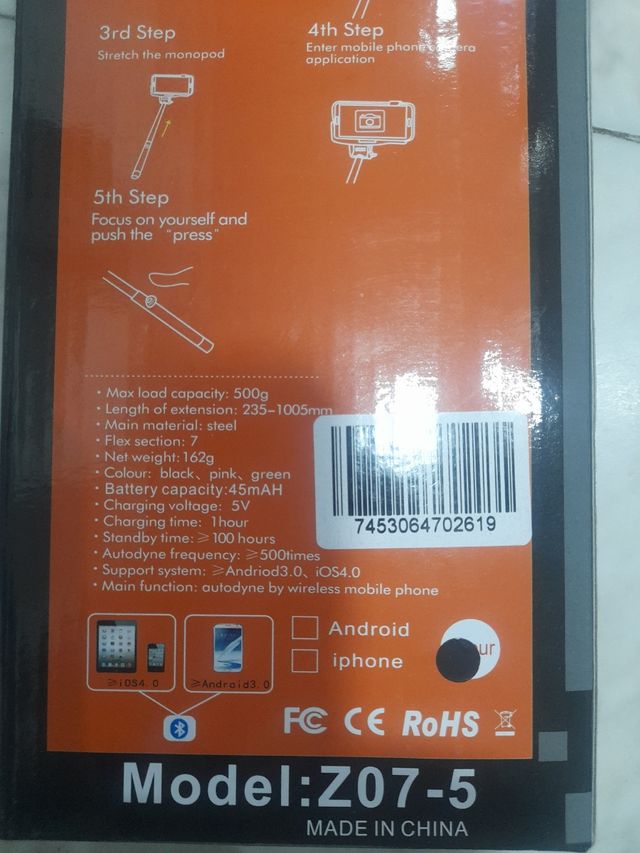 3rd Step
Stretch the monopod
4th Step
Enter mobile phone camera
application
5th Step
Focus on yourself and
push the "press"
· Max load capacity: 500g
· Length of extension: 235-1005mm
· Main material: steel
· Flex section: 7
· Net weight: 162g
· Colour: black、pink、green
· Battery capacity:45mAH
· Charging voltage: 5V
· Charging time: 1hour
· Standby time: ≥100 hours
· Autodyne frequency: ≥500times
· Support system: ≥Andriod3.0、iOS4.0
· Main function: autodyne by wireless mobile phone
7453064702619
≥iOS4.0
≥Android3.0
Android
iphone
FC CE RoHS
Model:Z07-5
MADE IN CHINA